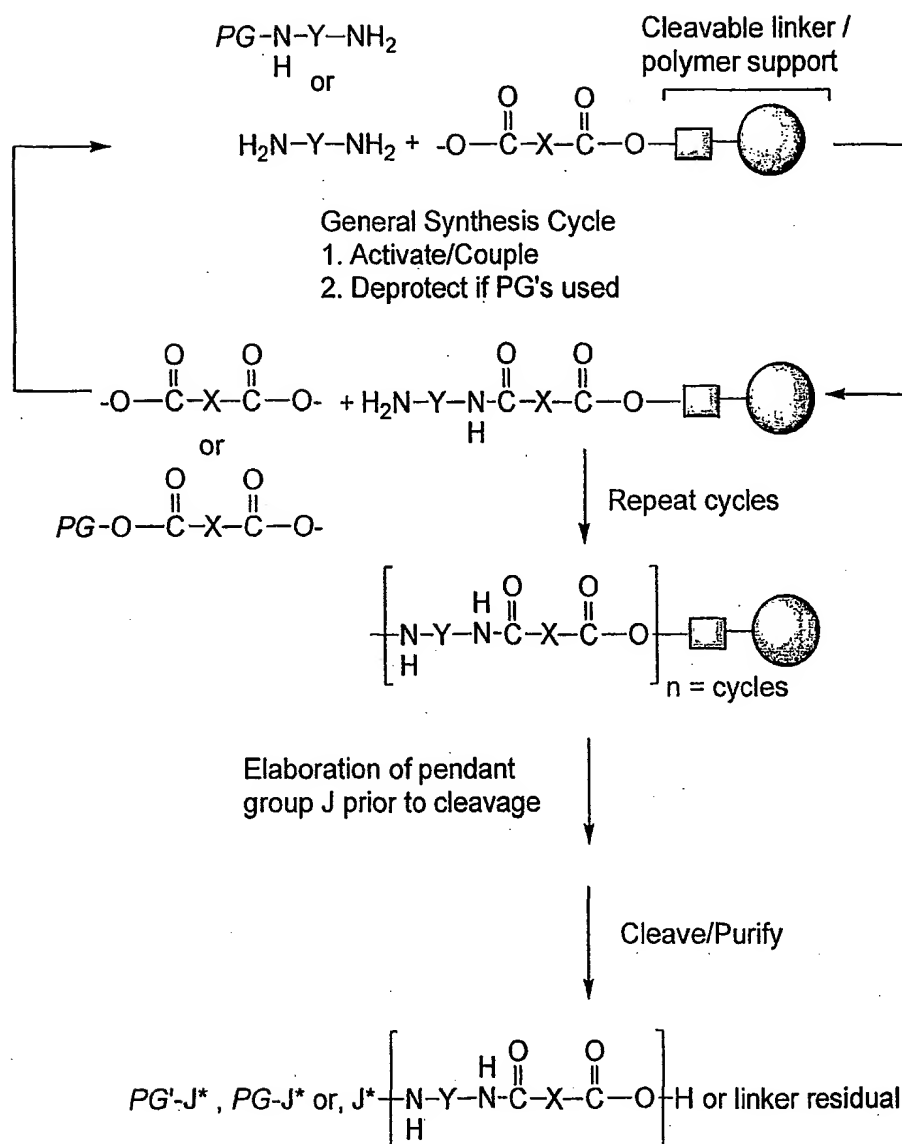 PG-N-Y-NH2
H
or
Cleavable linker /
polymer support
O O
H2N-Y-NH2 + -O-C-X-C-O
General Synthesis Cycle
1. Activate/Couple
2. Deprotect if PG's used
O O
-O-C-X-C-O-
or
O O
PG-O-C-X-C-O-
O O
+ H2N-Y-N-C-X-C-O
H
Repeat cycles
H O O
N-Y-N-C-X-C-O
H
n = cycles
Elaboration of pendant
group J prior to cleavage
Cleave/Purify
H O O
PG'-J* , PG-J* or, J* N-Y-N-C-X-C-O H or linker residual
H